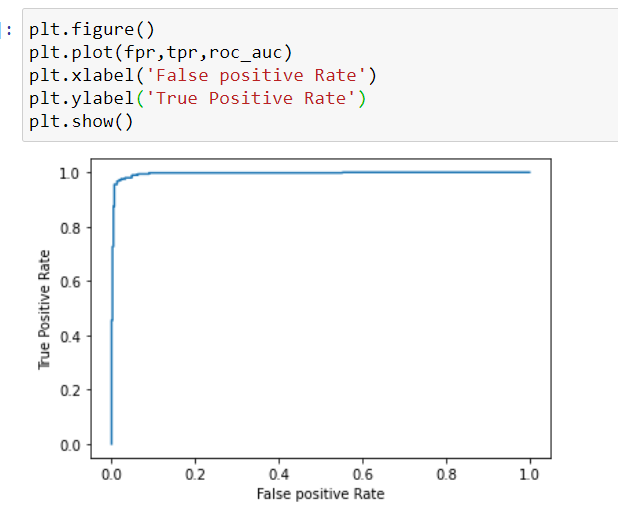 ]:
plt.figure()
plt.plot(fpr,tpr,roc_auc)
plt.xlabel('False positive Rate')
plt.ylabel('True Positive Rate')
plt.show()
1.0
0.8
0.6
0.4
0.2
0.0
True Positive Rate
0.0 0.2 0.4 0.6 0.8 1.0
False positive Rate